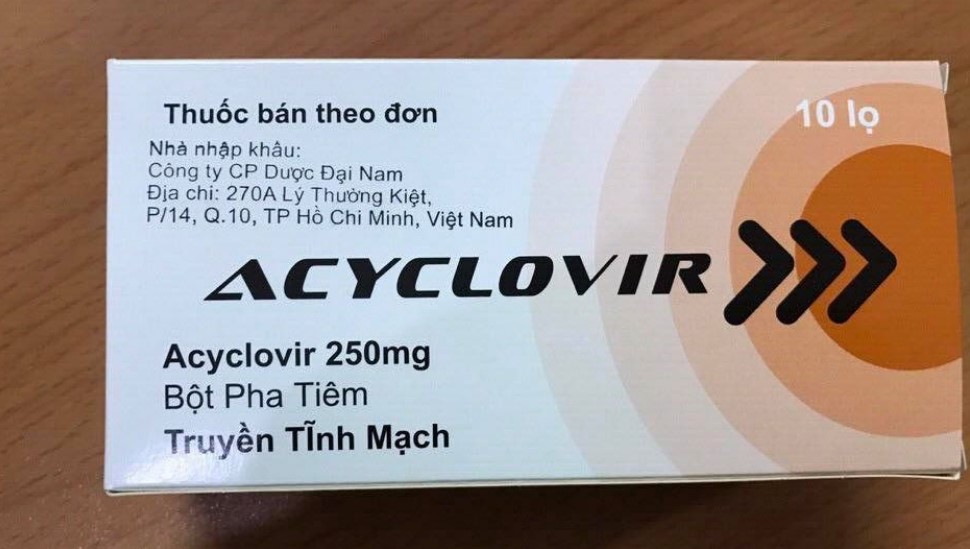 Thuốc bán theo đơn
10 lọ
Nhà nhập khẩu:
Công ty CP Dược Đại Nam
Địa chỉ: 270A Lý Thường Kiệt,
P/14, Q.10, TP Hồ Chi Minh, Việt Nam
ACYCLOVIR
Acyclovir 250mg
Bột Pha Tiêm
Truyền TĨnh Mạch